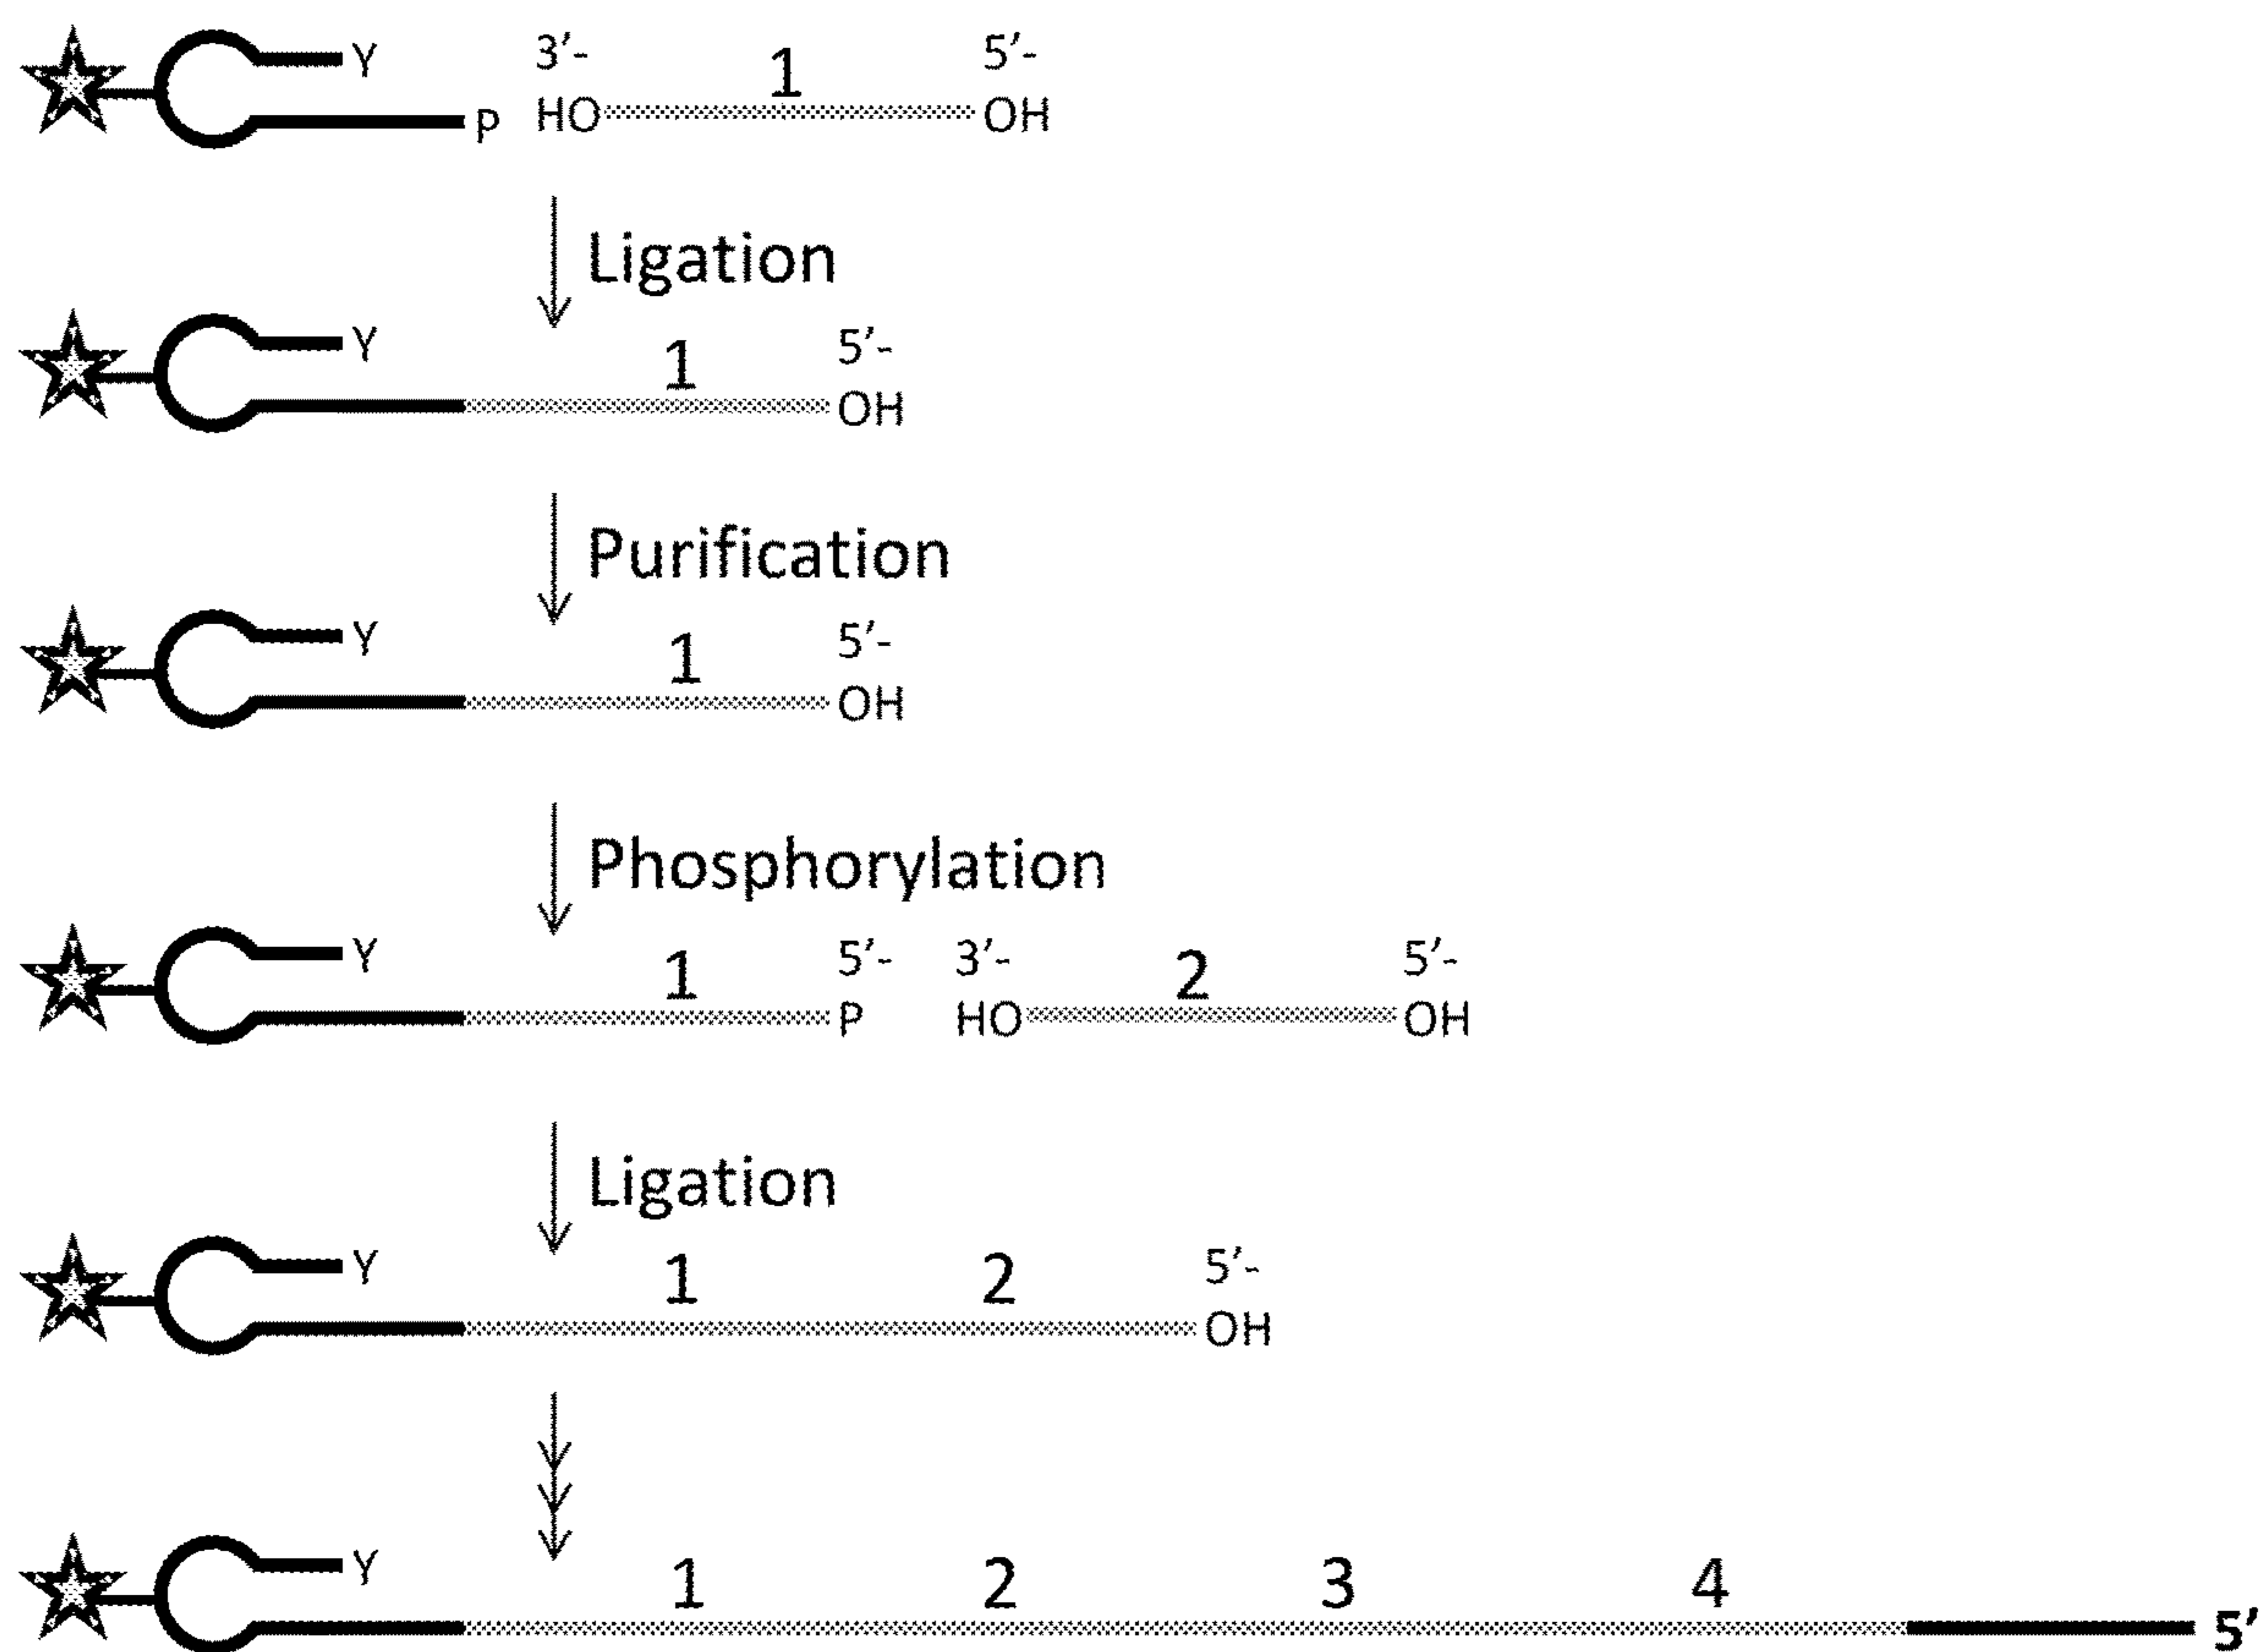 Y 3'- 1 5'-
P HO OH
Ligation
Y 1 5'-
OH
Purification
Y 1 5'-
OH
Phosphorylation
Y 1 5'- 3'- 2 5'-
P HO OH
Ligation
Y 1 2 5'-
OH
Y 1 2 3 4
5'